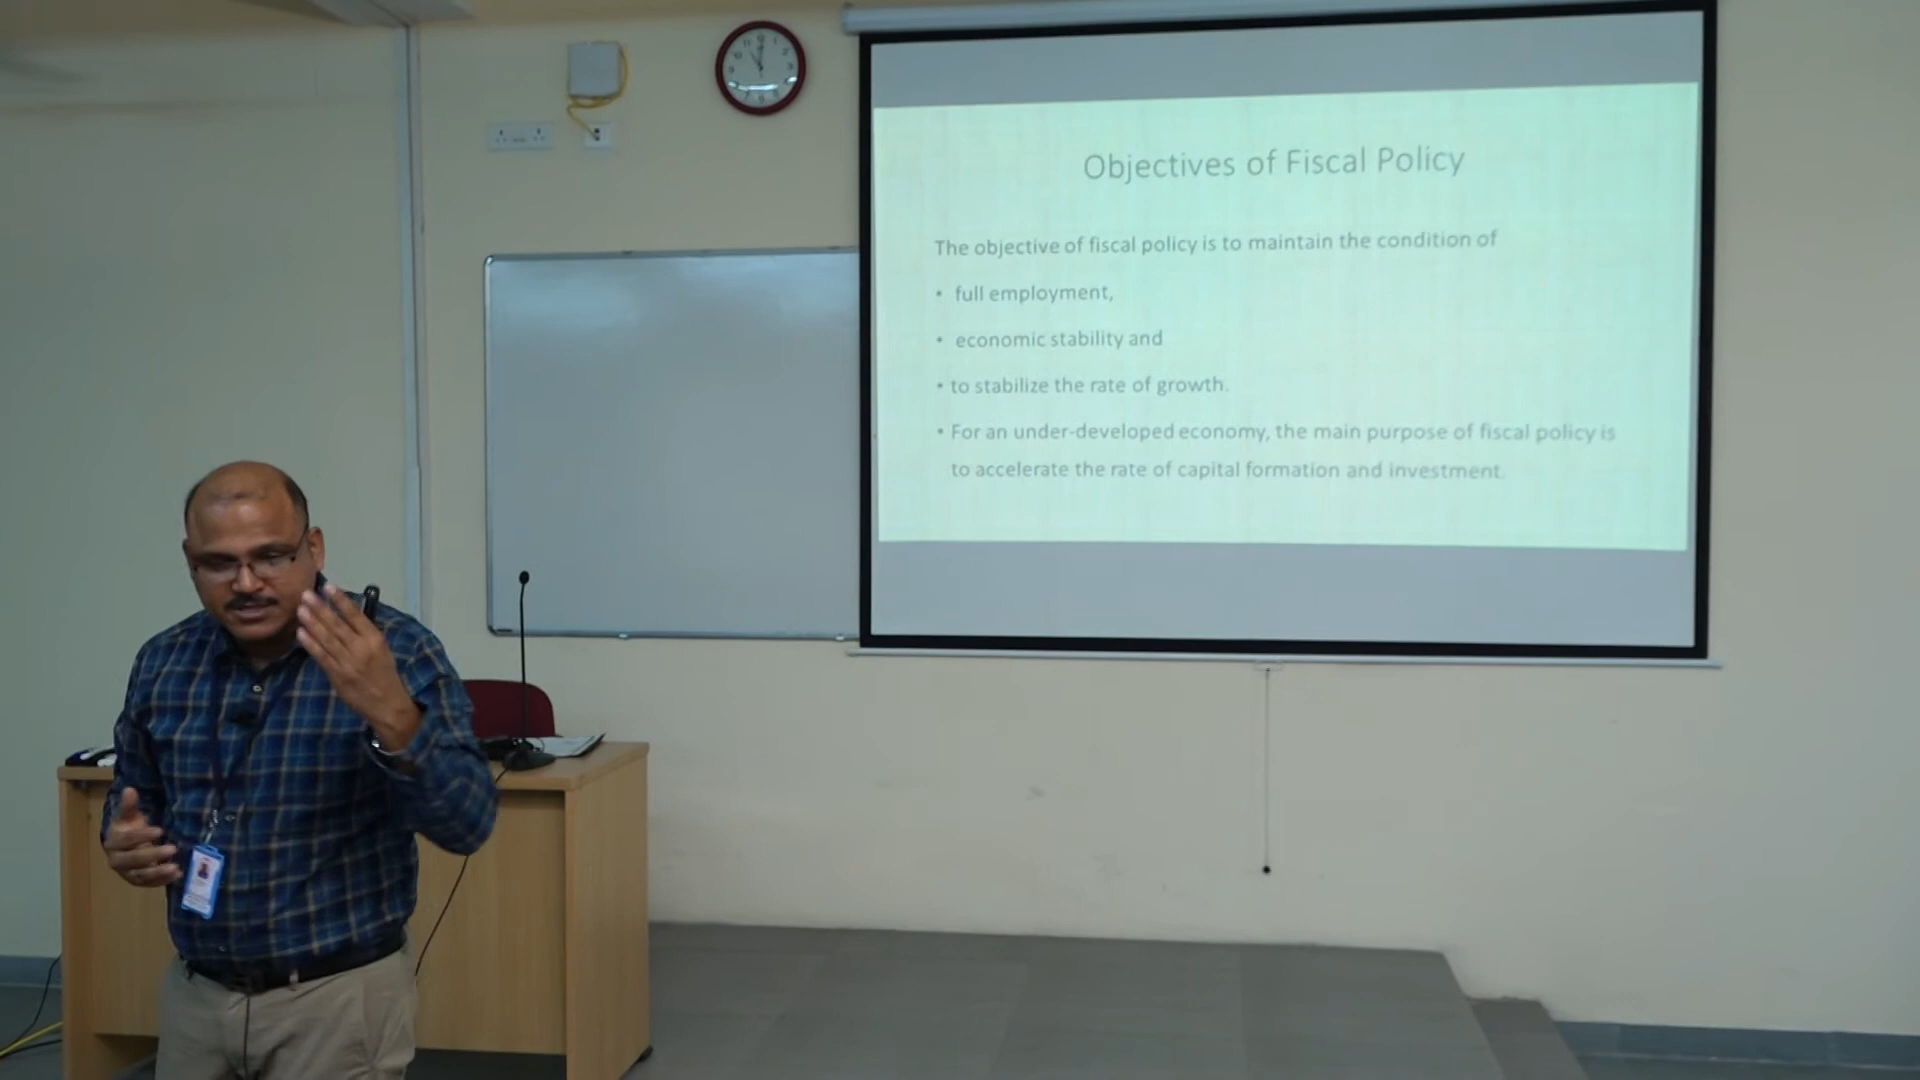 Objectives of Fiscal Policy
The objective of fiscal policy is to maintain the condition of
• full employment,
• economic stability and
• to stabilize the rate of growth.
• For an under-developed economy, the main purpose of fiscal policy is
to accelerate the rate of capital formation and investment.